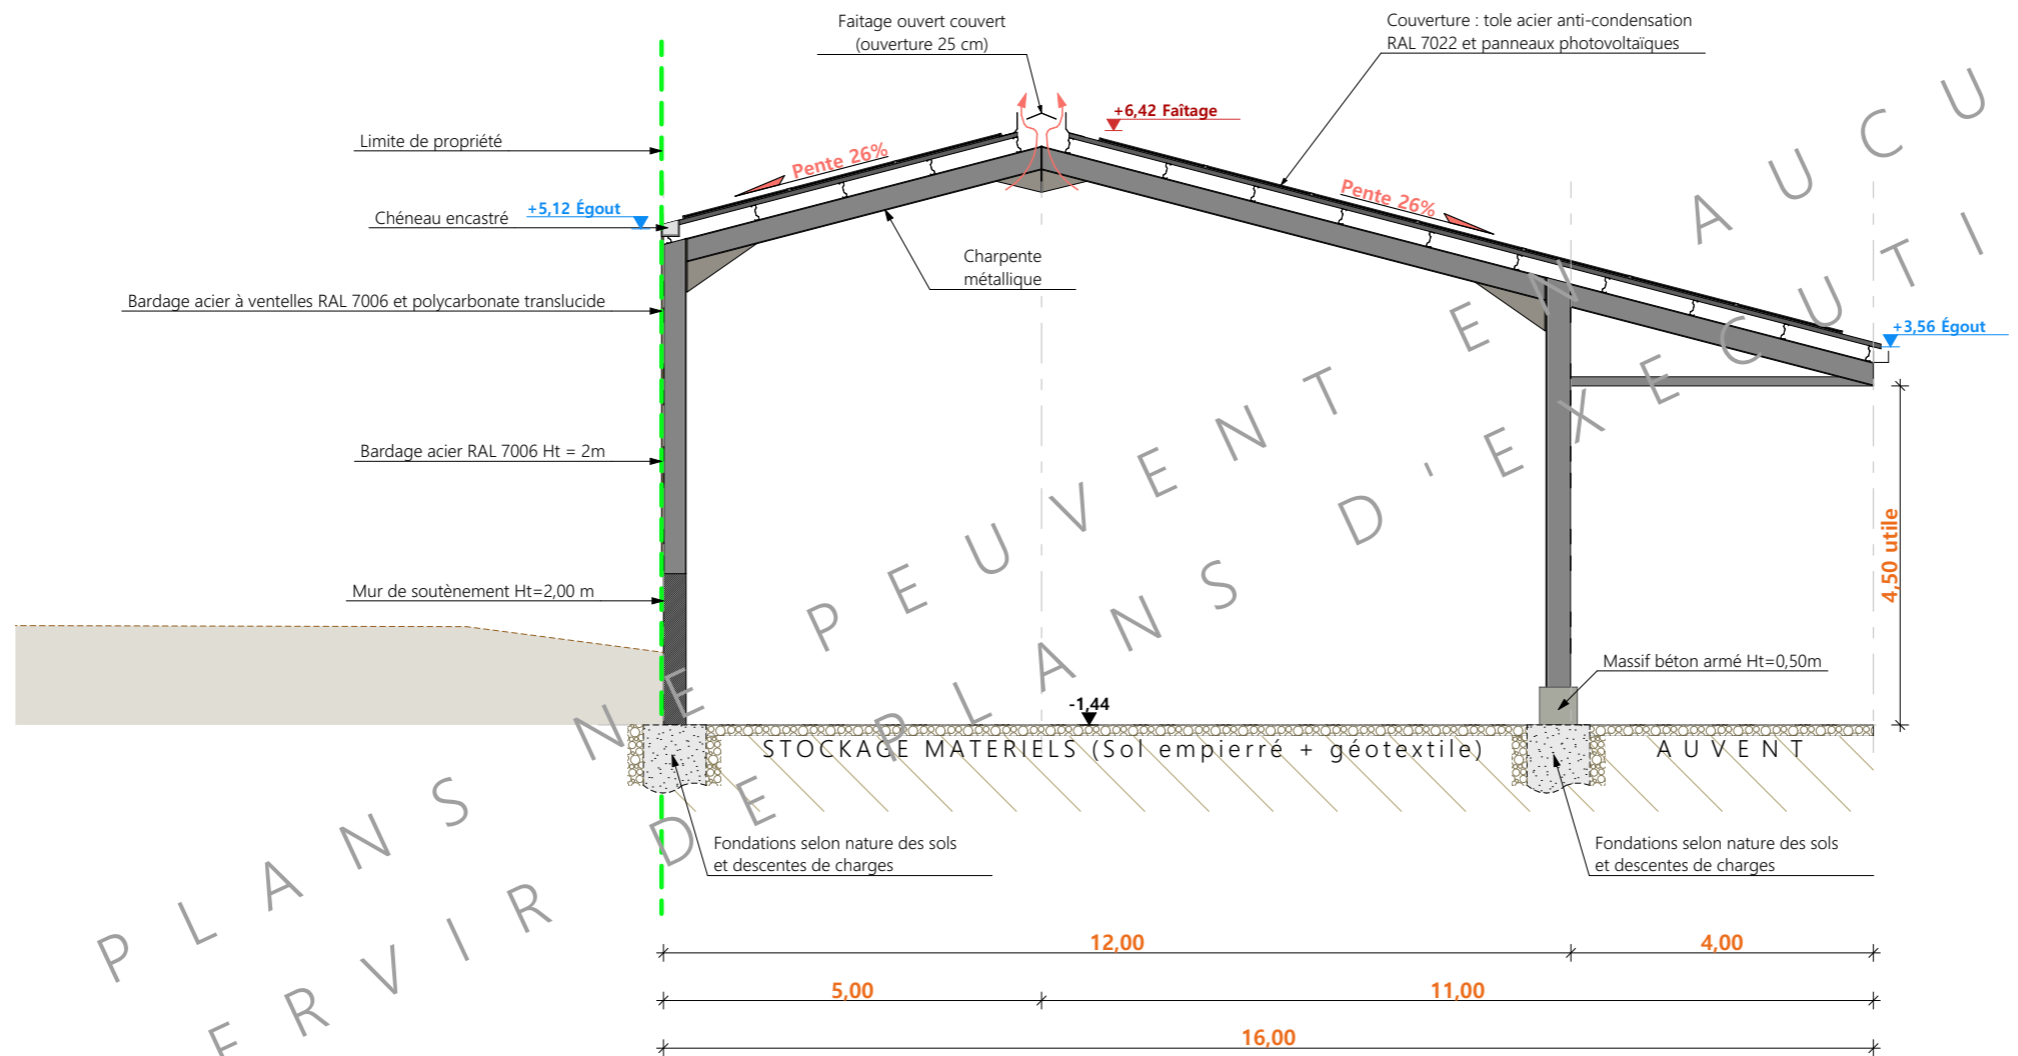 Faitage ouvert couvert
(ouverture 25 cm)
Couverture : tole acier anti-condensation
RAL 7022 et panneaux photovoltaïques
+6,42 Faîtage
Limite de propriété
Pente 26%
Pente 26%
Chéneau encastré
+5,12 Égout
Charpente
métallique
Bardage acier à ventelles RAL 7006 et polycarbonate translucide
+3,56 Égout
Bardage acier RAL 7006 Ht = 2m
4,50 utile
Mur de soutènement Ht=2,00 m
Massif béton armé Ht=0,50m
-1,44
STOCKAGE MATERIELS (Sol empierré + géotextile)
AUVENT
Fondations selon nature des sols
et descentes de charges
Fondations selon nature des sols
et descentes de charges
12,00
4,00
5,00
11,00
16,00
PLANS NE PEUVENT EN AUCU
ERVIR DE PLANS D'EXECUTI